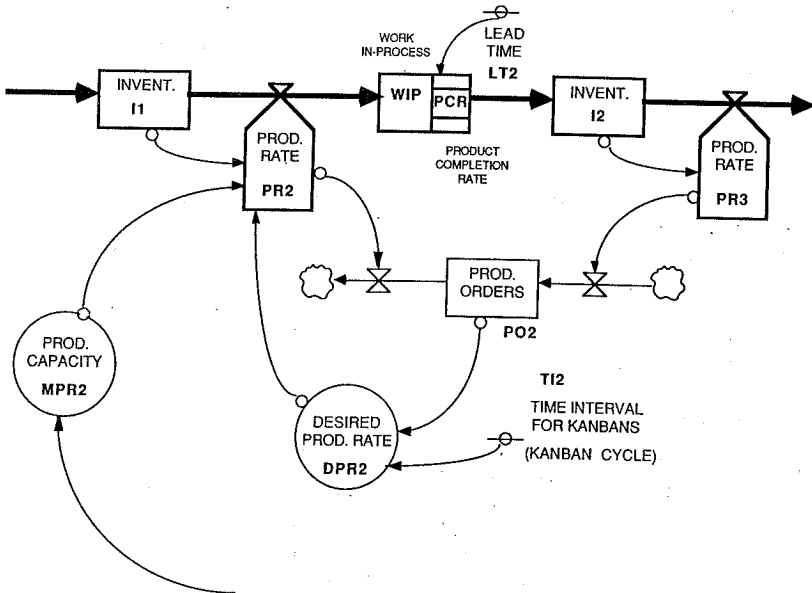 WORK
IN-PROCESS
LEAD
TIME
LT2
INVENT.
I1
WIP
PCR
INVENT.
I2
PROD.
RATE
PR2
PRODUCT
COMPLETION
RATE
PROD.
RATE
PR3
PROD.
ORDERS
PO2
PROD.
CAPACITY
MPR2
TI2
TIME INTERVAL
FOR KANBANS
(KANBAN CYCLE)
DESIRED
PROD. RATE
DPR2